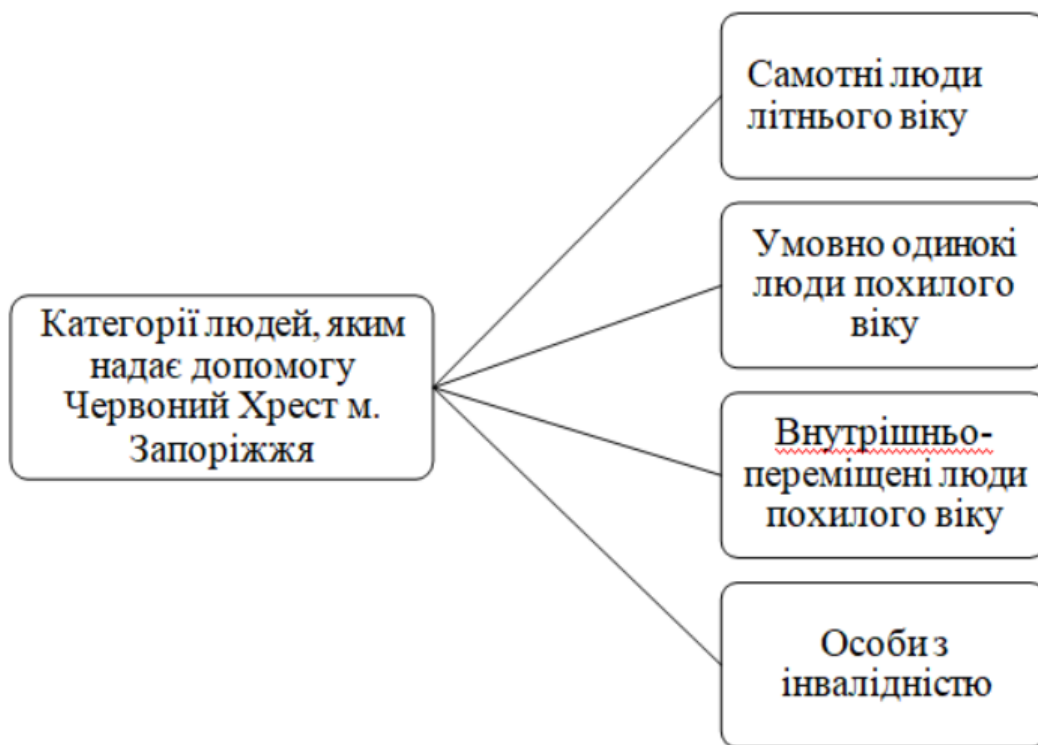 Категорії людей, яким
надає допомогу
Червоний Хрест м.
Запоріжжя
Самотні люди
літнього віку
Умовно одинокі
люди похилого
віку
Внутрішньо-
переміщені люди
похилого віку
Особи з
інвалідністю